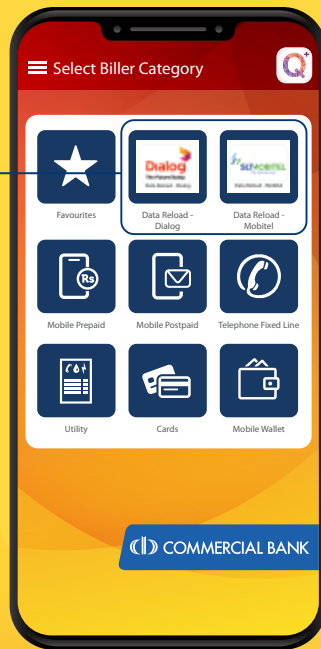 Select Biller Category
Q+
Dialog
SLTMOBITEL
Favourites
Data Reload -
Dialog
Data Reload -
Mobitel
Rs
Mobile Prepaid
Mobile Postpaid
Telephone Fixed Line
Utility
Cards
Mobile Wallet
COMMERCIAL BANK